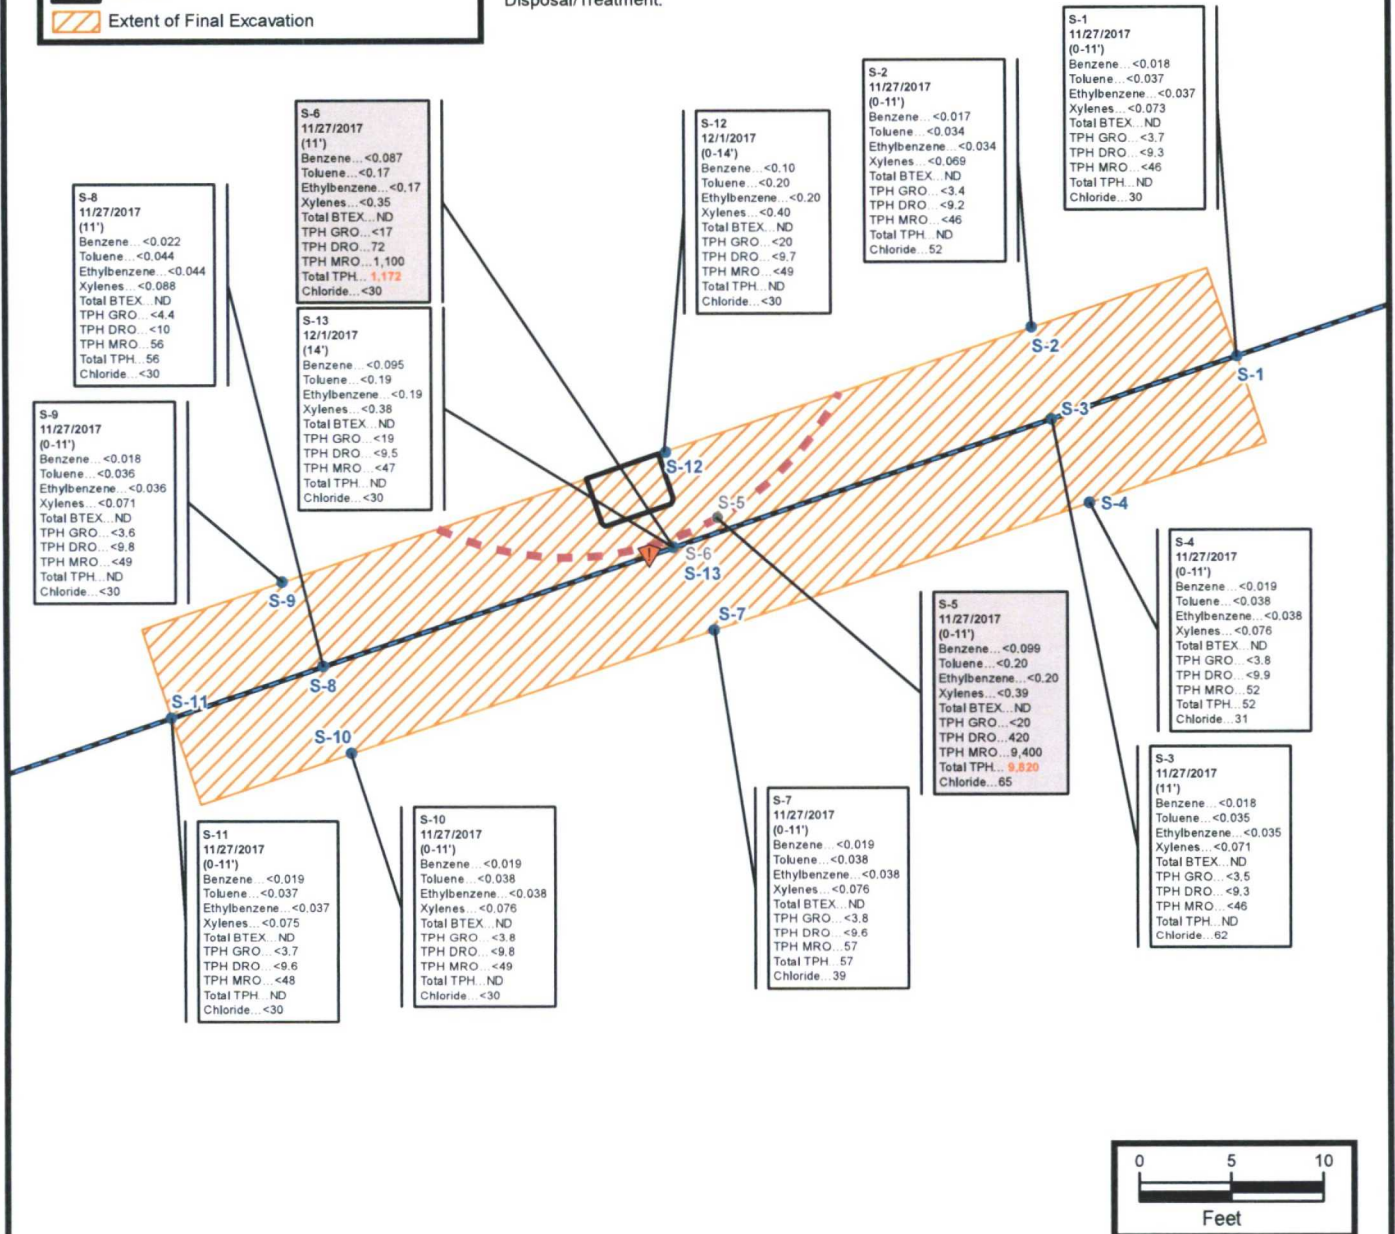 Disposal/Treatment.
Extent of Final Excavation
S-1
11/27/2017
(0-11')
Benzene...<0.018
Toluene...<0.037
Ethylbenzene...<0.037
Xylenes...<0.073
Total BTEX...ND
TPH GRO...<3.7
TPH DRO...<9.3
TPH MRO...<46
Total TPH...ND
Chloride...30
S-2
11/27/2017
(0-11')
Benzene...<0.017
Toluene...<0.034
Ethylbenzene...<0.034
Xylenes...<0.069
Total BTEX...ND
TPH GRO...<3.4
TPH DRO...<9.2
TPH MRO...<46
Total TPH...ND
Chloride...52
S-6
11/27/2017
(11')
Benzene...<0.087
Toluene...<0.17
Ethylbenzene...<0.17
Xylenes...<0.35
Total BTEX...ND
TPH GRO...<17
TPH DRO...72
TPH MRO...1,100
Total TPH...1,172
Chloride...<30
S-12
12/1/2017
(0-14')
Benzene...<0.10
Toluene...<0.20
Ethylbenzene...<0.20
Xylenes...<0.40
Total BTEX...ND
TPH GRO...<20
TPH DRO...<9.7
TPH MRO...<49
Total TPH...ND
Chloride...<30
S-8
11/27/2017
(11')
Benzene...<0.022
Toluene...<0.044
Ethylbenzene...<0.044
Xylenes...<0.088
Total BTEX...ND
TPH GRO...<4.4
TPH DRO...<10
TPH MRO...56
Total TPH...56
Chloride...<30
S-13
12/1/2017
(14')
Benzene...<0.095
Toluene...<0.19
Ethylbenzene...<0.19
Xylenes...<0.38
Total BTEX...ND
TPH GRO...<19
TPH DRO...<9.5
TPH MRO...<47
Total TPH...ND
Chloride...<30
S-9
11/27/2017
(0-11')
Benzene...<0.018
Toluene...<0.036
Ethylbenzene...<0.036
Xylenes...<0.071
Total BTEX...ND
TPH GRO...<3.6
TPH DRO...<9.8
TPH MRO...<49
Total TPH...ND
Chloride...<30
S-2
S-1
S-3
S-12
S-5
S-4
S-6
S-13
S-9
S-7
S-8
S-11
S-10
!
S-4
11/27/2017
(0-11')
Benzene...<0.019
Toluene...<0.038
Ethylbenzene...<0.038
Xylenes...<0.076
Total BTEX...ND
TPH GRO...<3.8
TPH DRO...<9.9
TPH MRO...52
Total TPH...52
Chloride...31
S-5
11/27/2017
(0-11')
Benzene...<0.099
Toluene...<0.20
Ethylbenzene...<0.20
Xylenes...<0.39
Total BTEX...ND
TPH GRO...<20
TPH DRO...420
TPH MRO...9,400
Total TPH...9,820
Chloride...65
S-3
11/27/2017
(11')
Benzene...<0.018
Toluene...<0.035
Ethylbenzene...<0.035
Xylenes...<0.071
Total BTEX...ND
TPH GRO...<3.5
TPH DRO...<9.3
TPH MRO...<46
Total TPH...ND
Chloride...62
S-7
11/27/2017
(0-11')
Benzene...<0.019
Toluene...<0.038
Ethylbenzene...<0.038
Xylenes...<0.076
Total BTEX...ND
TPH GRO...<3.8
TPH DRO...<9.6
TPH MRO...57
Total TPH...57
Chloride...39
S-10
11/27/2017
(0-11')
Benzene...<0.019
Toluene...<0.038
Ethylbenzene...<0.038
Xylenes...<0.076
Total BTEX...ND
TPH GRO...<3.8
TPH DRO...<9.8
TPH MRO...<49
Total TPH...ND
Chloride...<30
S-11
11/27/2017
(0-11')
Benzene...<0.019
Toluene...<0.037
Ethylbenzene...<0.037
Xylenes...<0.075
Total BTEX...ND
TPH GRO...<3.7
TPH DRO...<9.6
TPH MRO...<48
Total TPH...ND
Chloride...<30
0 5 10
Feet